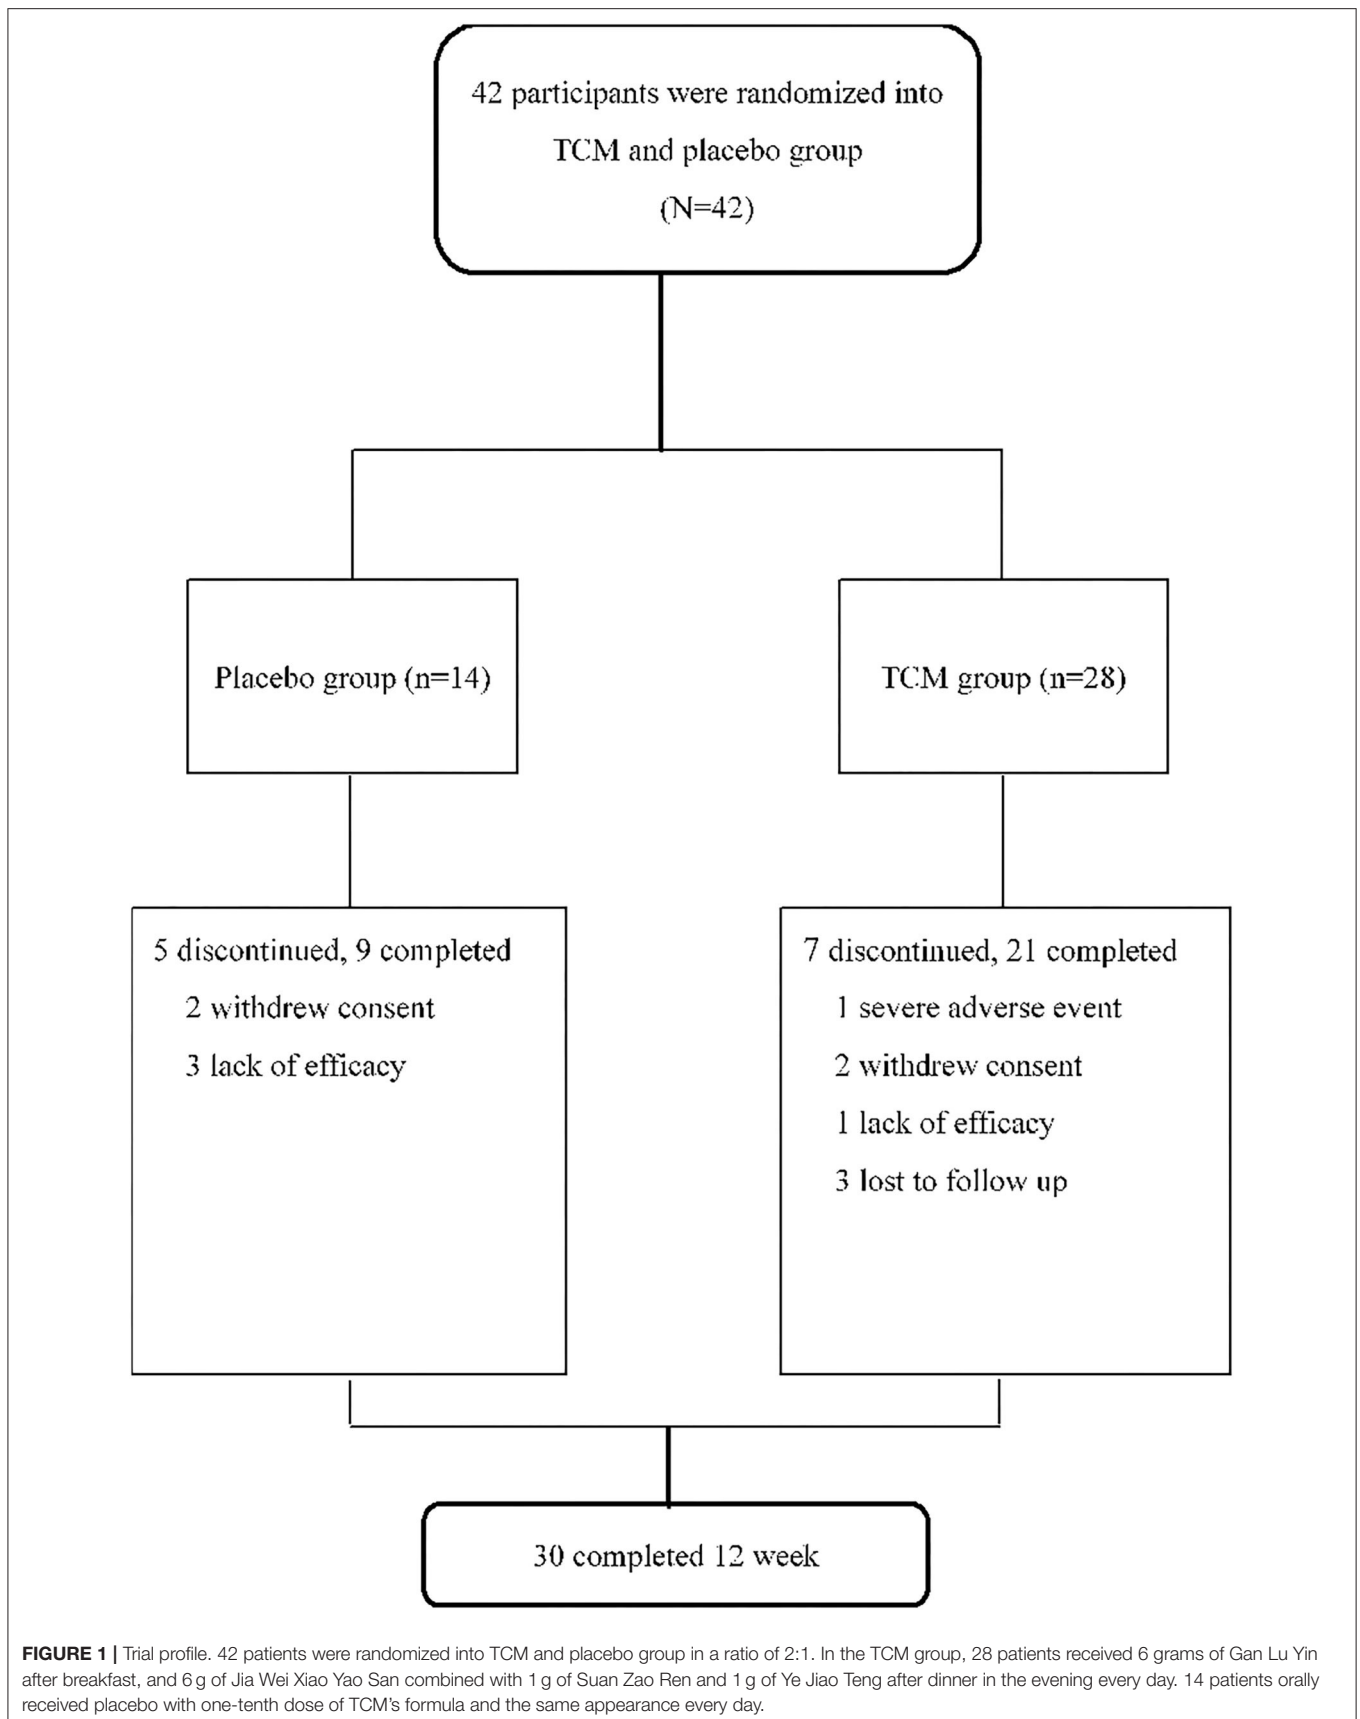 42 participants were randomized into
TCM and placebo group
(N=42)
Placebo group (n=14)
TCM group (n=28)
5 discontinued, 9 completed
2 withdrew consent
3 lack of efficacy
7 discontinued, 21 completed
1 severe adverse event
2 withdrew consent
1 lack of efficacy
3 lost to follow up
30 completed 12 week
FIGURE 1 | Trial profile. 42 patients were randomized into TCM and placebo group in a ratio of 2:1. In the TCM group, 28 patients received 6 grams of Gan Lu Yin
after breakfast, and 6 g of Jia Wei Xiao Yao San combined with 1 g of Suan Zao Ren and 1 g of Ye Jiao Teng after dinner in the evening every day. 14 patients orally
received placebo with one-tenth dose of TCM's formula and the same appearance every day.